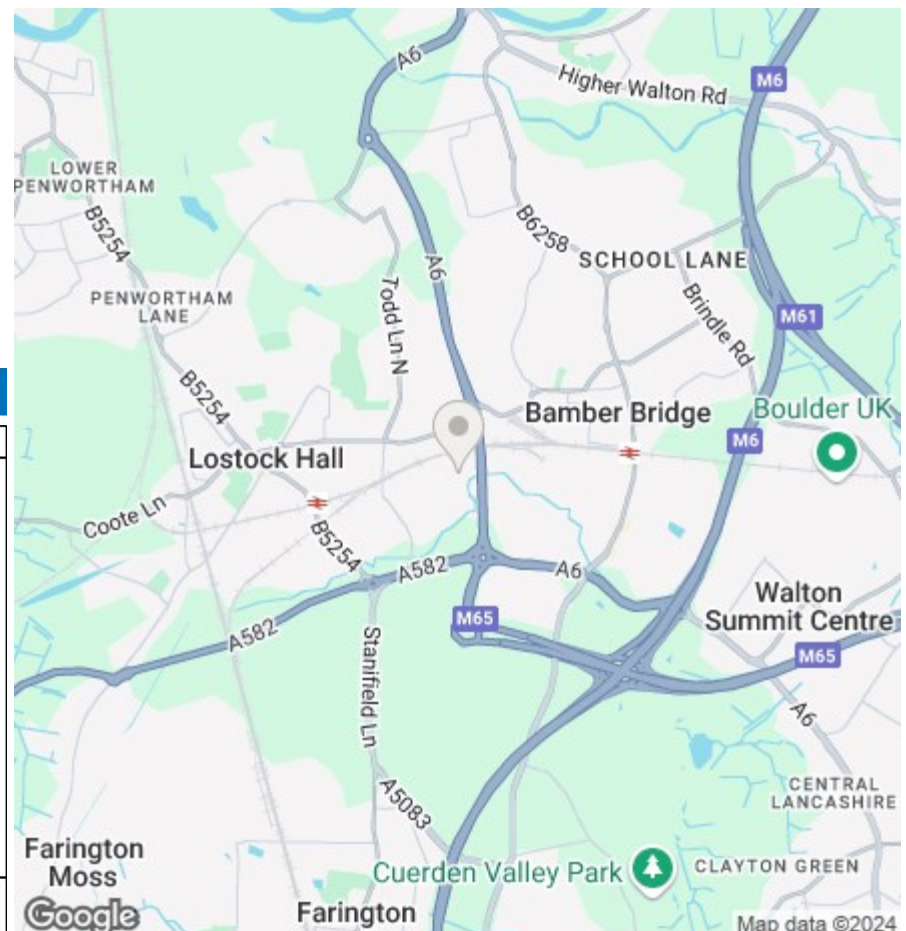 A6
Higher Walton Rd
M6
LOWER
PENWORTHAM
B5254
B6258
SCHOOL LANE
A6
PENWORTHAM
LANE
Todd Ln N
Brindle Rd
M61
B5254
Bamber Bridge
Boulder UK
M6
Lostock Hall
Coote Ln
B5254
A582
A6
Walton
Summit Centre
M65
A582
M65
Stanifield Ln
A6
A5083
CENTRAL
LANCASHIRE
Farington
Moss
Cuerden Valley Park
CLAYTON GREEN
Google
Farington
Map data ©2024